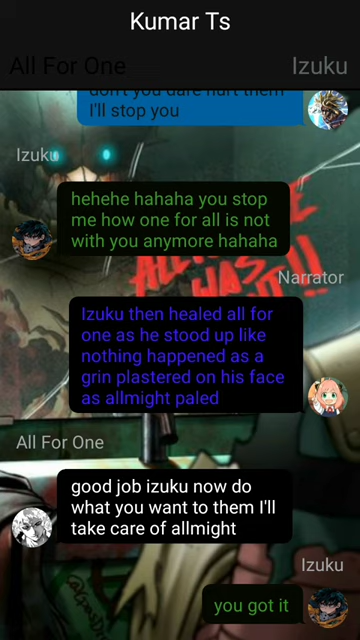 Kumar Ts
All For One
Izuku
don't you dare hurt them
I'll stop you
Izuku
hehehe hahaha you stop
me how one for all is not
with you anymore hahaha
Narrator
Izuku then healed all for
one as he stood up like
nothing happened as a
grin plastered on his face
as allmight paled
All For One
good job izuku now do
what you want to them I'll
take care of allmight
Izuku
you got it